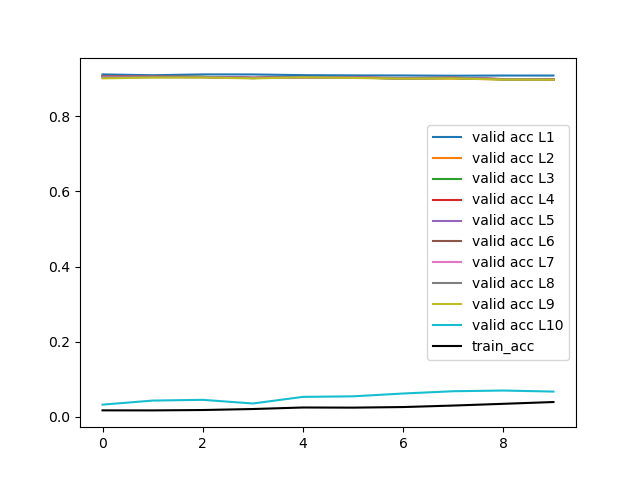 0.8
0.6
0.4
0.2
0.0
valid acc L1
valid acc L2
valid acc L3
valid acc L4
valid acc L5
valid acc L6
valid acc L7
valid acc L8
valid acc L9
valid acc L10
train_acc
0 2 4 6 8